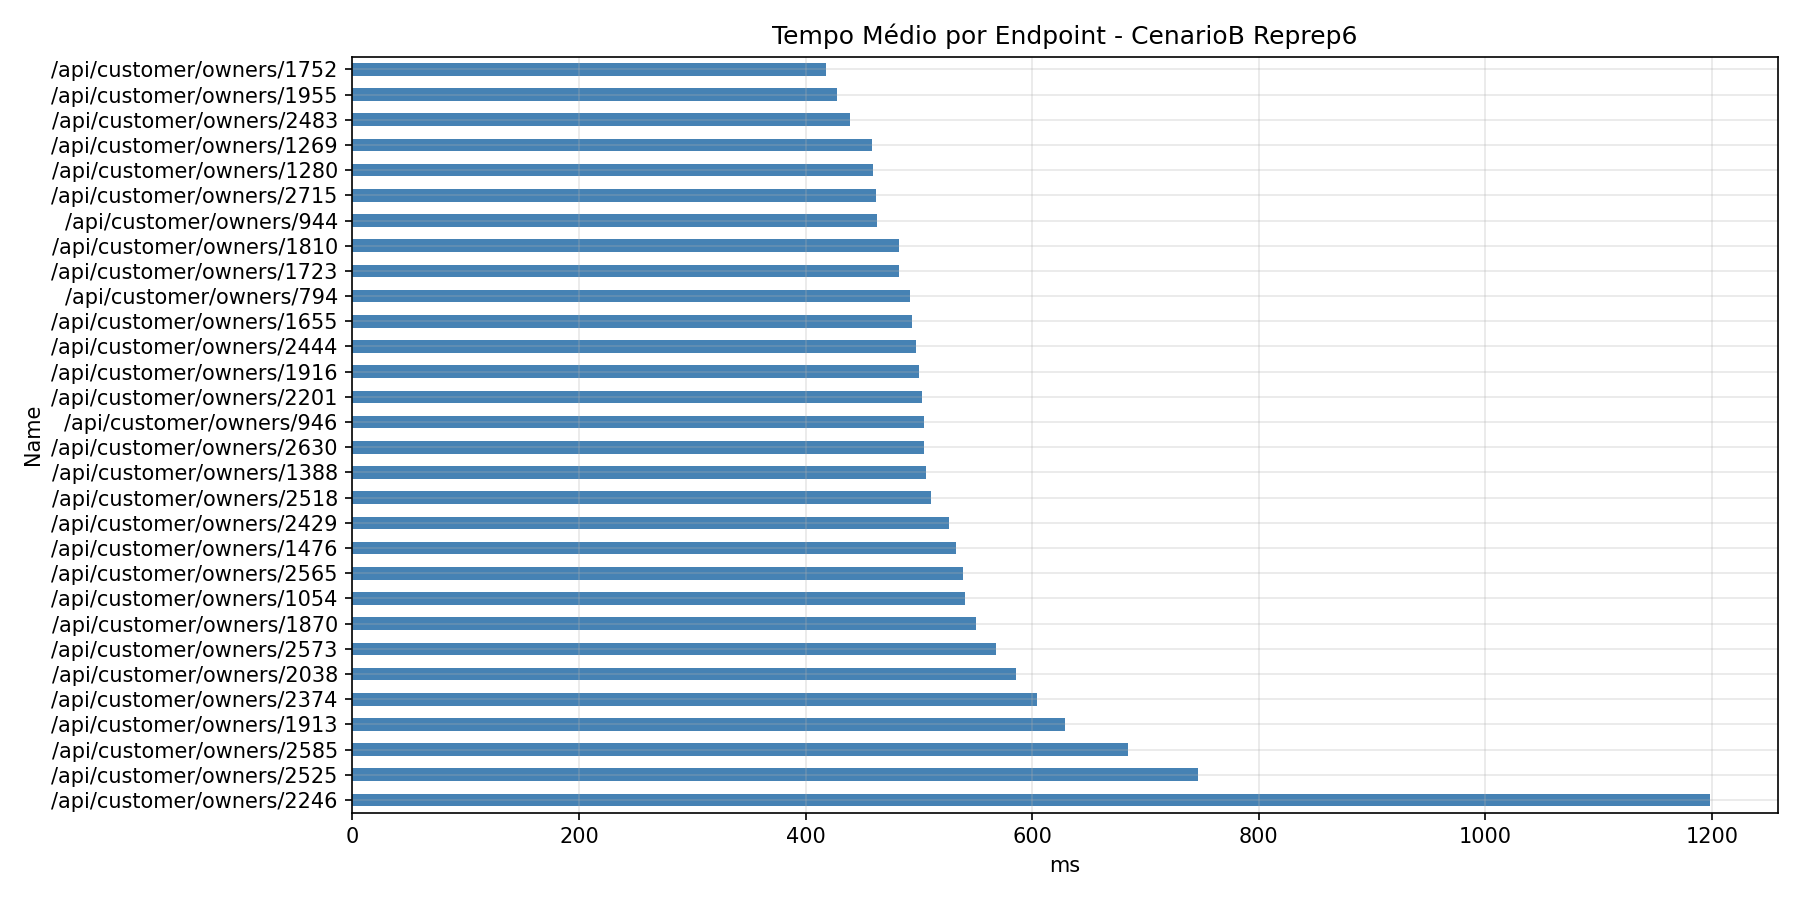 Tempo Médio por Endpoint - CenarioB Reprep6
/api/customer/owners/1752
/api/customer/owners/1955
/api/customer/owners/2483
/api/customer/owners/1269
/api/customer/owners/1280
/api/customer/owners/2715
/api/customer/owners/944
/api/customer/owners/1810
/api/customer/owners/1723
/api/customer/owners/794
/api/customer/owners/1655
/api/customer/owners/2444
/api/customer/owners/1916
/api/customer/owners/2201
/api/customer/owners/946
/api/customer/owners/2630
/api/customer/owners/1388
/api/customer/owners/2518
/api/customer/owners/2429
/api/customer/owners/1476
/api/customer/owners/2565
/api/customer/owners/1054
/api/customer/owners/1870
/api/customer/owners/2573
/api/customer/owners/2038
/api/customer/owners/2374
/api/customer/owners/1913
/api/customer/owners/2585
/api/customer/owners/2525
/api/customer/owners/2246
Name
0 200 400 600 800 1000 1200
ms